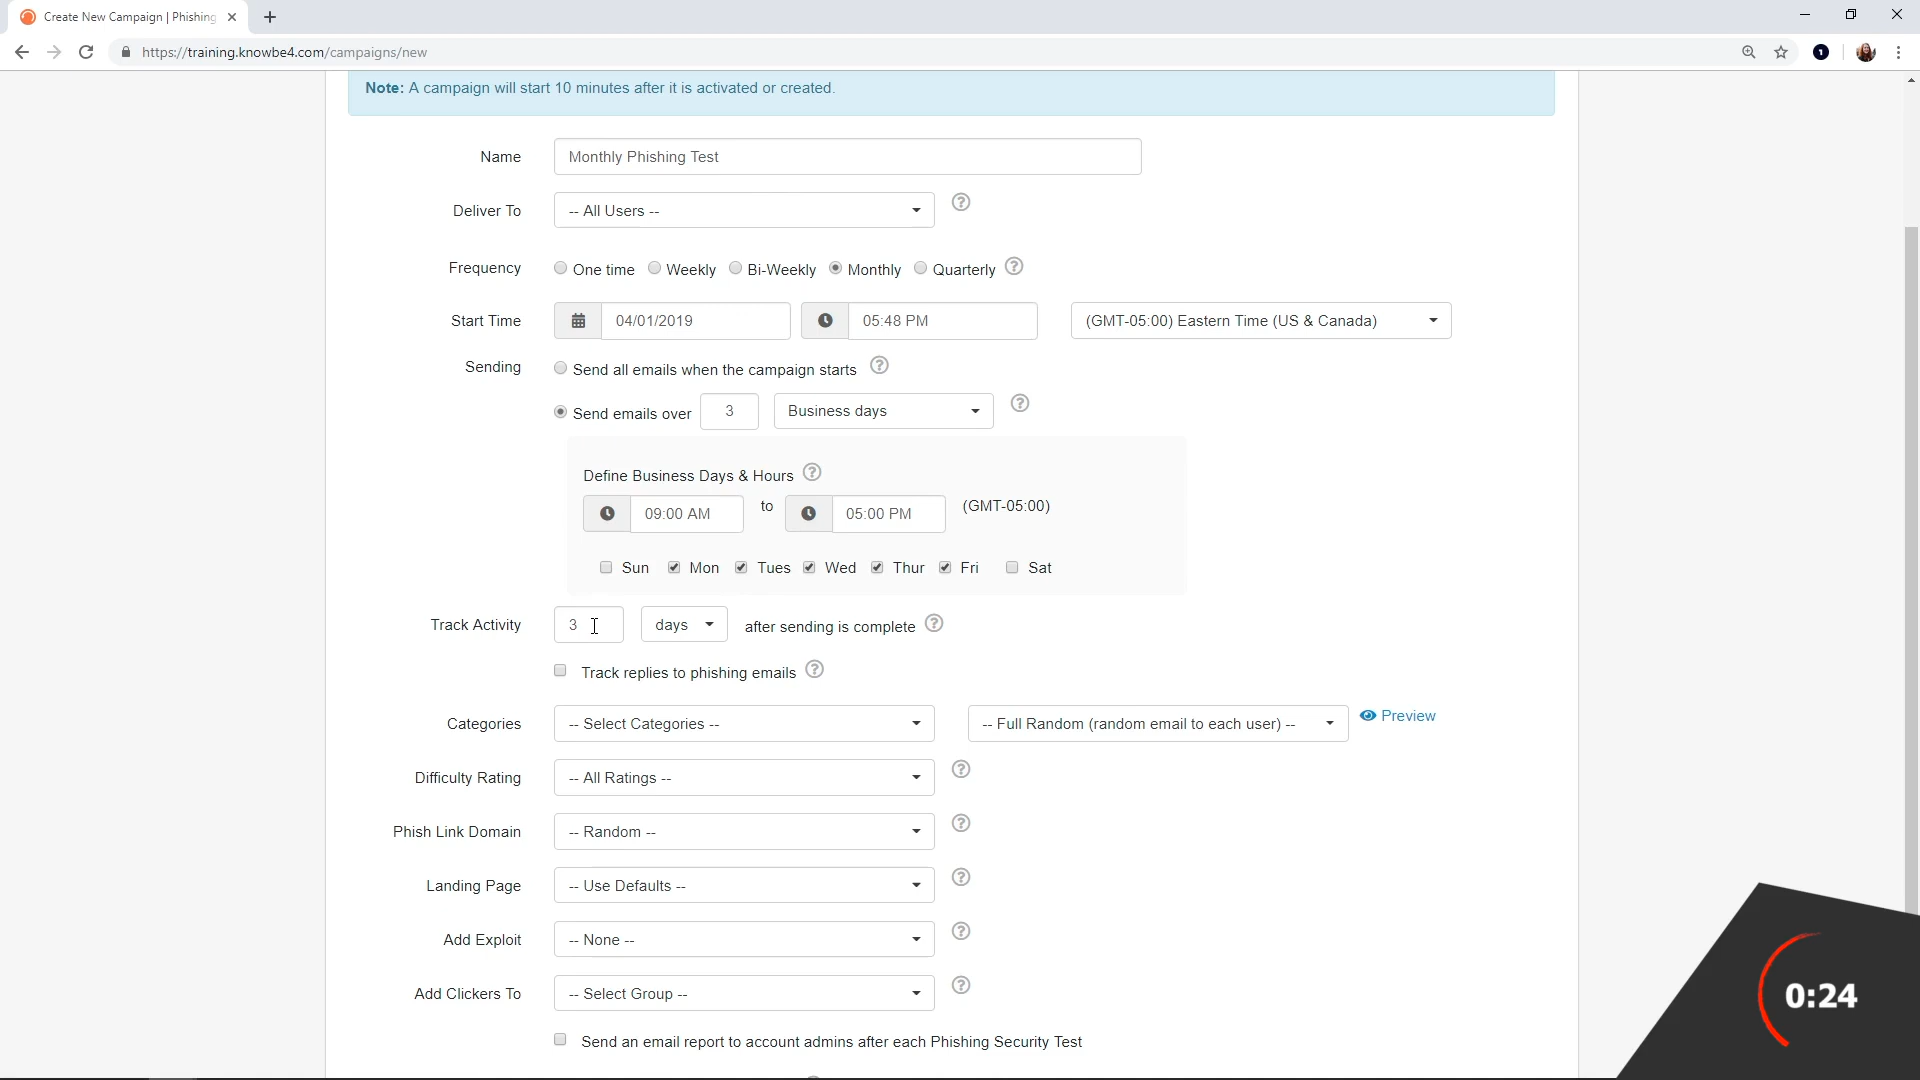 Create New Campaign | Phishing
https://training.knowbe4.com/campaigns/new
1
Note: A campaign will start 10 minutes after it is activated or created.
Name Monthly Phishing Test
Deliver To -- All Users -- ?
Frequency One time Weekly Bi-Weekly Monthly Quarterly ?
Start Time 04/01/2019 05:48 PM (GMT-05:00) Eastern Time (US & Canada)
Sending Send all emails when the campaign starts ?
Send emails over 3 Business days ?
Define Business Days & Hours ?
09:00 AM to 05:00 PM (GMT-05:00)
Sun Mon Tues Wed Thur Fri Sat
Track Activity 3 days after sending is complete ?
Track replies to phishing emails ?
Categories -- Select Categories -- -- Full Random (random email to each user) -- Preview
Difficulty Rating -- All Ratings -- ?
Phish Link Domain -- Random -- ?
Landing Page -- Use Defaults -- ?
Add Exploit -- None -- ?
Add Clickers To -- Select Group -- ?
Send an email report to account admins after each Phishing Security Test
0:24